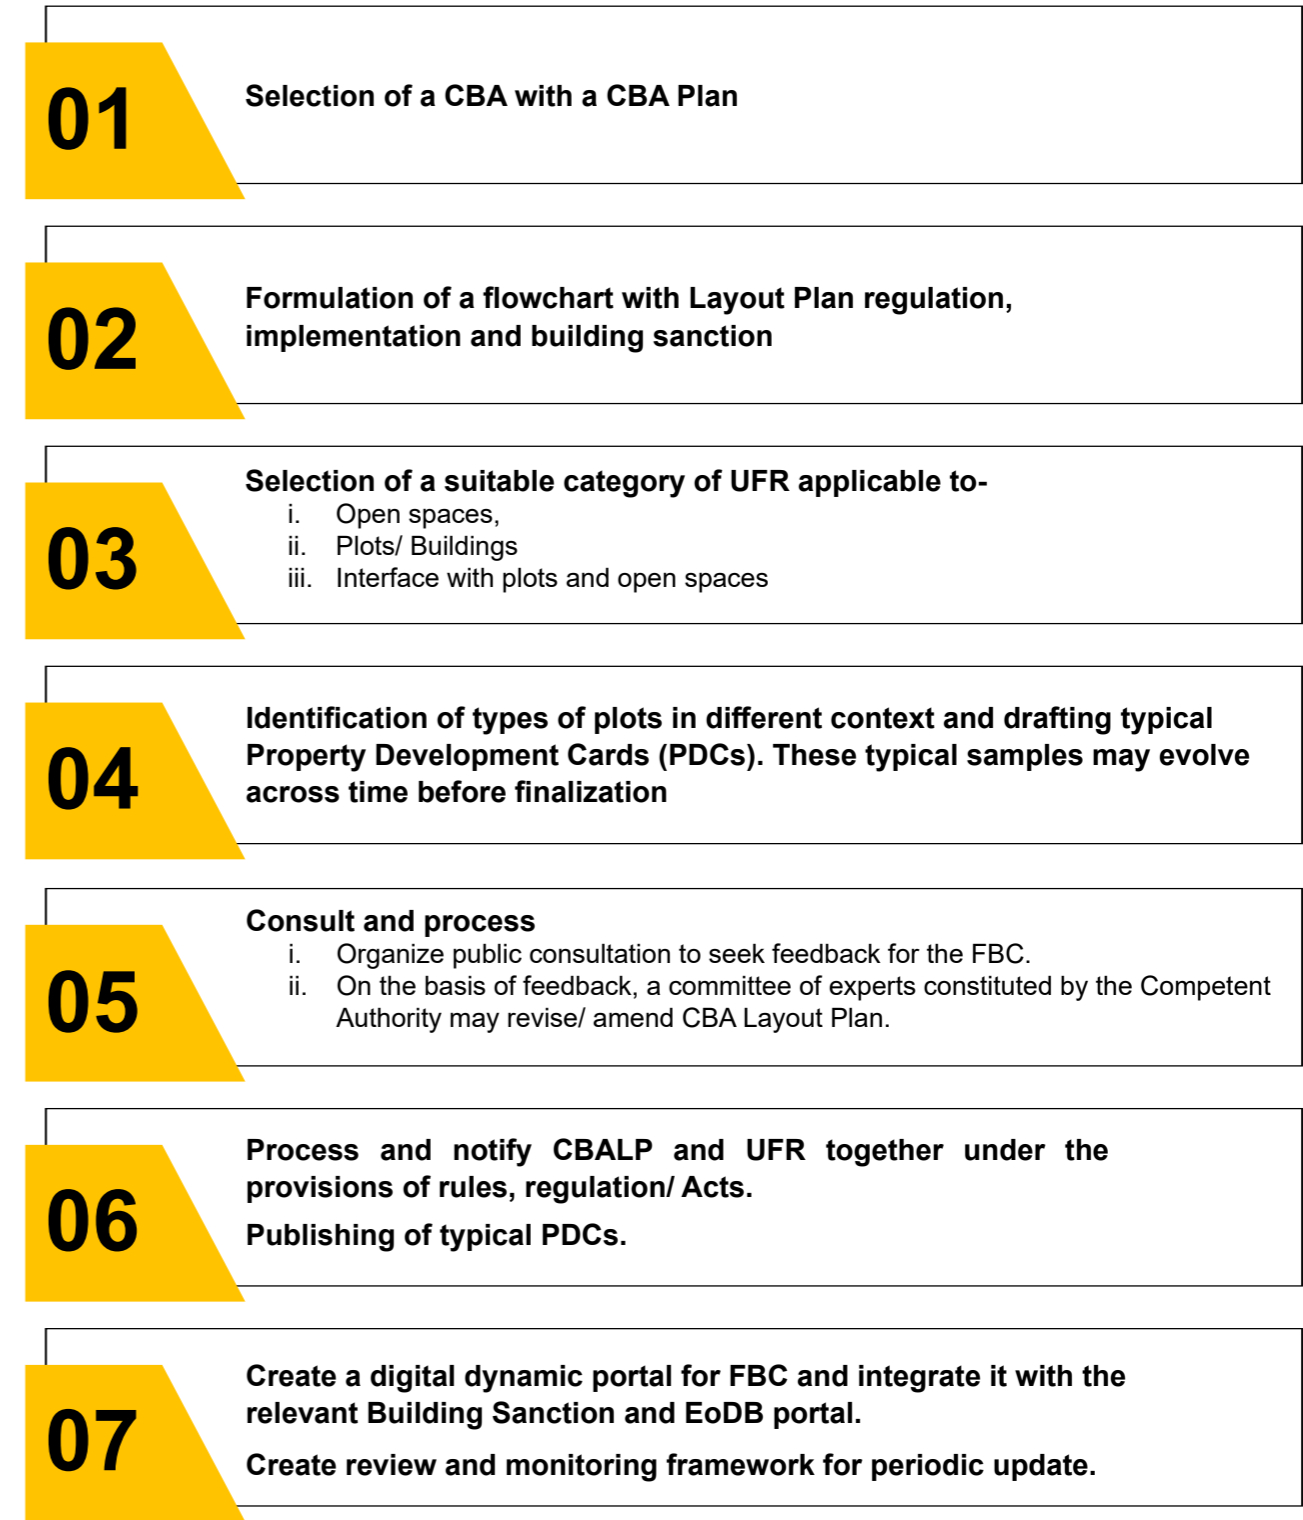 01
Selection of a CBA with a CBA Plan
02
Formulation of a flowchart with Layout Plan regulation,
implementation and building sanction
03
Selection of a suitable category of UFR applicable to-
i. Open spaces,
ii. Plots/ Buildings
iii. Interface with plots and open spaces
04
Identification of types of plots in different context and drafting typical
Property Development Cards (PDCs). These typical samples may evolve
across time before finalization
05
Consult and process
i. Organize public consultation to seek feedback for the FBC.
ii. On the basis of feedback, a committee of experts constituted by the Competent
Authority may revise/ amend CBA Layout Plan.
06
Process and notify CBALP and UFR together under the
provisions of rules, regulation/ Acts.
Publishing of typical PDCs.
07
Create a digital dynamic portal for FBC and integrate it with the
relevant Building Sanction and EoDB portal.
Create review and monitoring framework for periodic update.